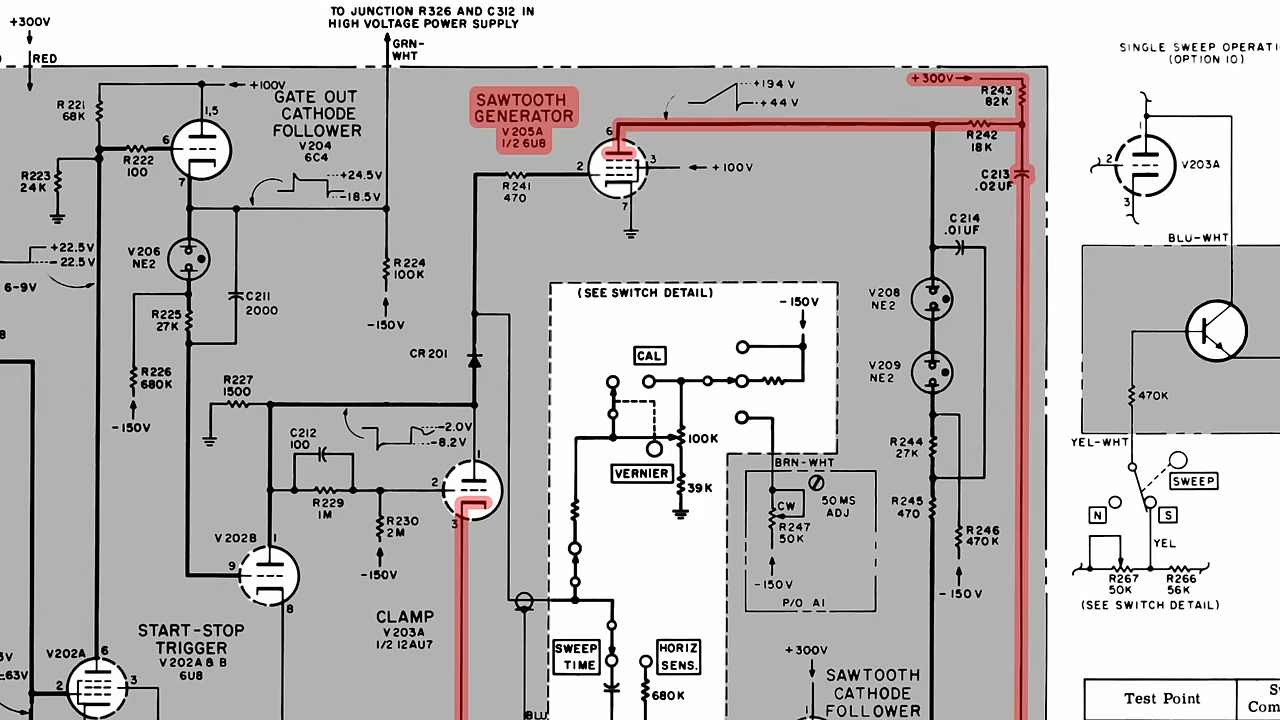 TO JUNCTION R326 AND C312 IN
HIGH VOLTAGE POWER SUPPLY
+300V
RED
GRN-
WHT
SINGLE SWEEP OPERATI
(OPTION 10)
+100V
R221
68K
1,5
GATE OUT
CATHODE
FOLLOWER
V204
6C4
6
R222
100
R223
24K
7
+24.5V
-18.5V
SAWTOOTH
GENERATOR
V205A
1/2 6U8
6
2
3
7
+100V
R241
470
+194 V
+44 V
+300V
R243
82K
R242
18K
C213
.02UF
1
2
V203A
3
+22.5V
-22.5V
6-9V
V206
NE2
C211
2000
R224
100K
-150V
R225
27K
R226
680K
-150V
C214
.01UF
V208
NE2
V209
NE2
BLU-WHT
470K
YEL-WHT
(SEE SWITCH DETAIL)
-150V
CAL
100K
VERNIER
39K
CR201
R227
1500
-2.0V
-8.2V
C212
100
R229
1M
R230
2M
-150V
1
2
3
BRN-WHT
CW
50MS
ADJ
R247
50K
-150V
P/O A1
R244
27K
R245
470
R246
470K
-150V
SWEEP
N
S
YEL
R267
50K
R266
56K
(SEE SWITCH DETAIL)
V202B
1
9
8
CLAMP
V203A
1/2 12AU7
START-STOP
TRIGGER
V202A & B
6U8
V202A
6
2
3
-63V
SWEEP
TIME
HORIZ
SENS.
680K
BLU
+300V
SAWTOOTH
CATHODE
FOLLOWER
Test Point